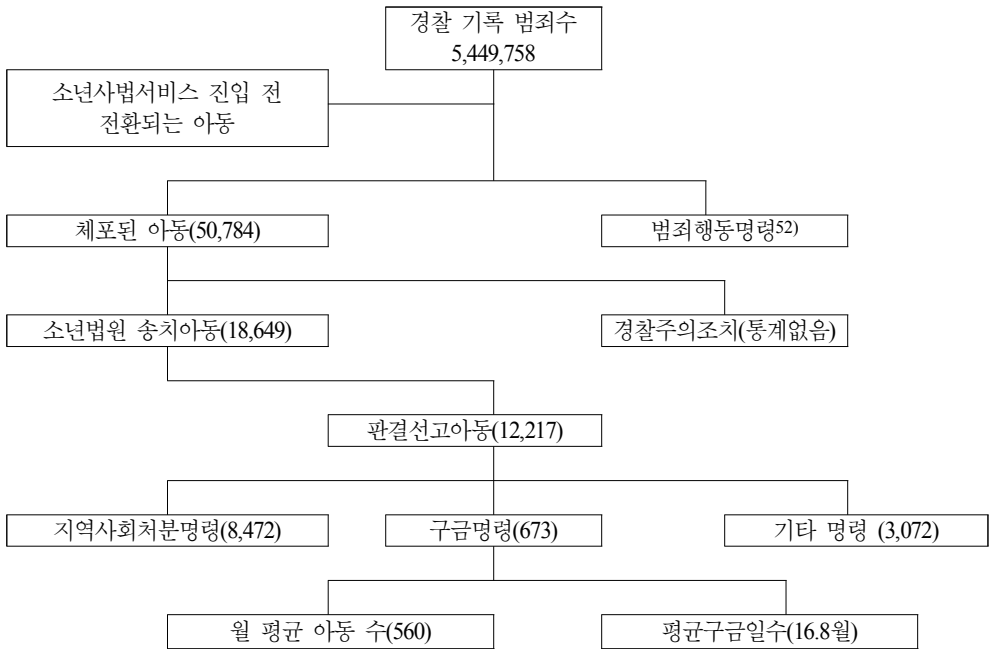 경찰 기록 범죄수
5,449,758
소년사법서비스 진입 전
전환되는 아동
체포된 아동(50,784)
범죄행동명령52)
소년법원 송치아동(18,649)
경찰주의조치(통계없음)
판결선고아동(12,217)
지역사회처분명령(8,472)
구금명령(673)
기타 명령 (3,072)
월 평균 아동 수(560)
평균구금일수(16.8월)